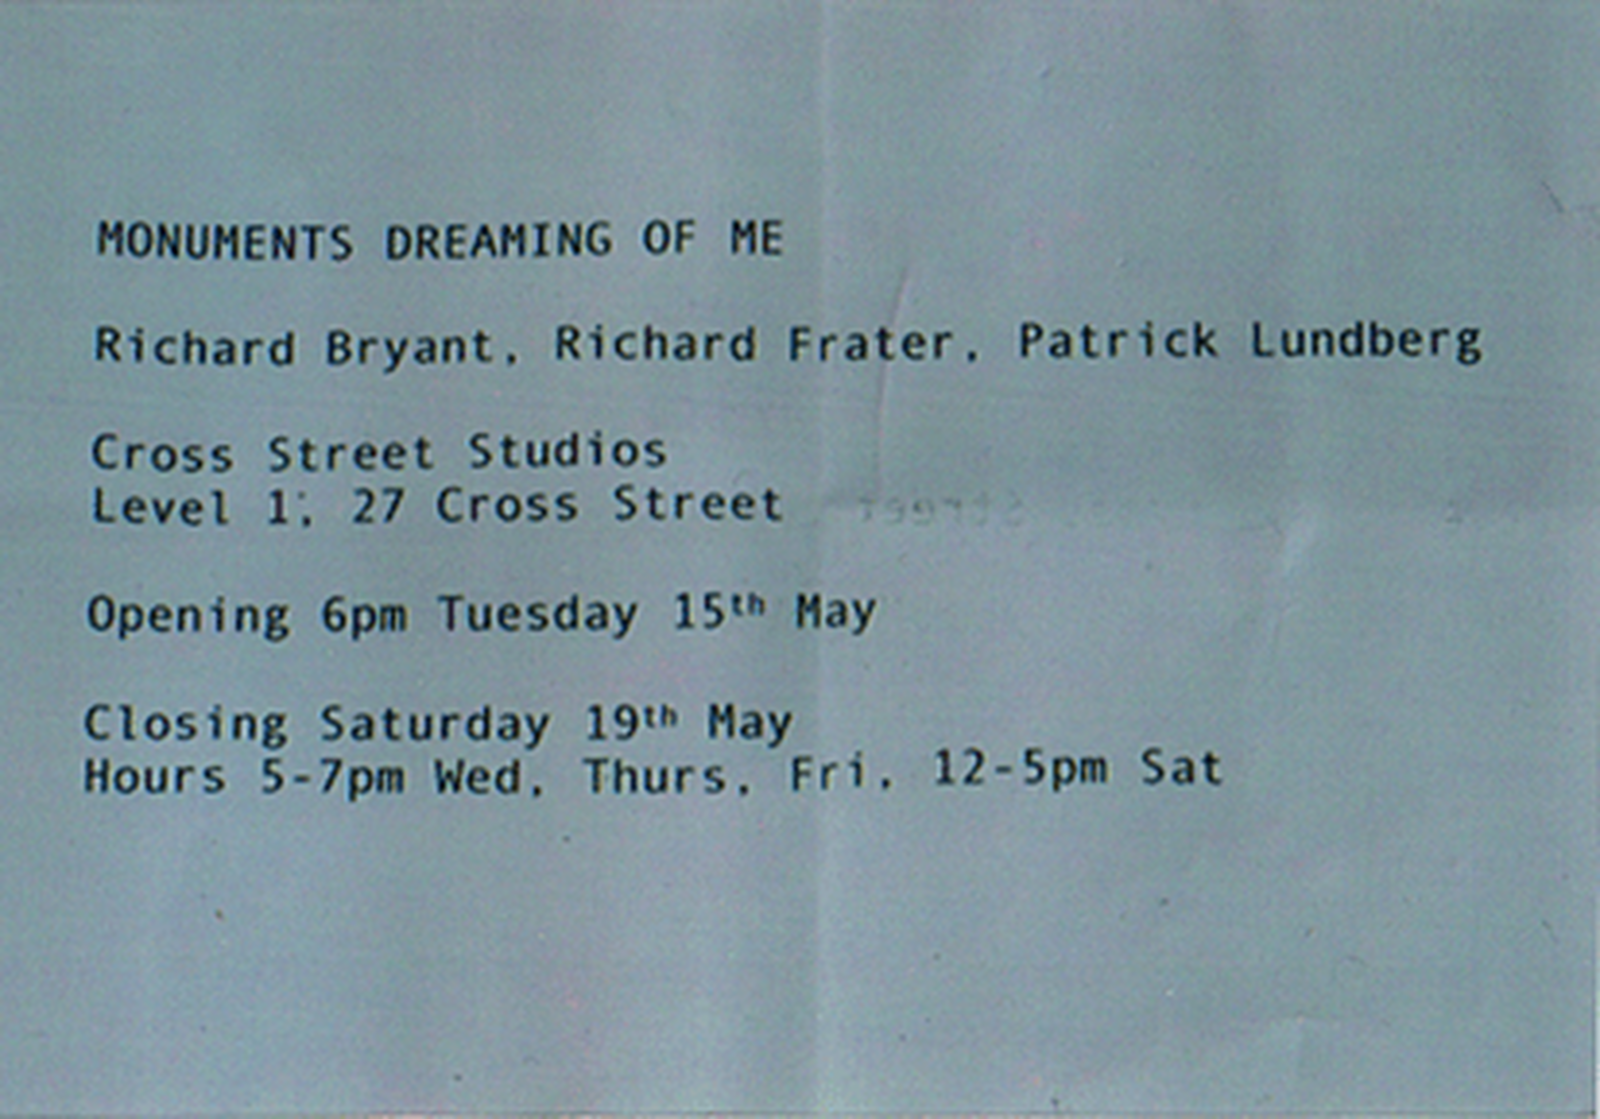 MONUMENTS DREAMING OF ME
Richard Bryant, Richard Frater, Patrick Lundberg
Cross Street Studios
Level 1, 27 Cross Street
Opening 6pm Tuesday 15th May
Closing Saturday 19th May
Hours 5-7pm Wed, Thurs, Fri, 12-5pm Sat